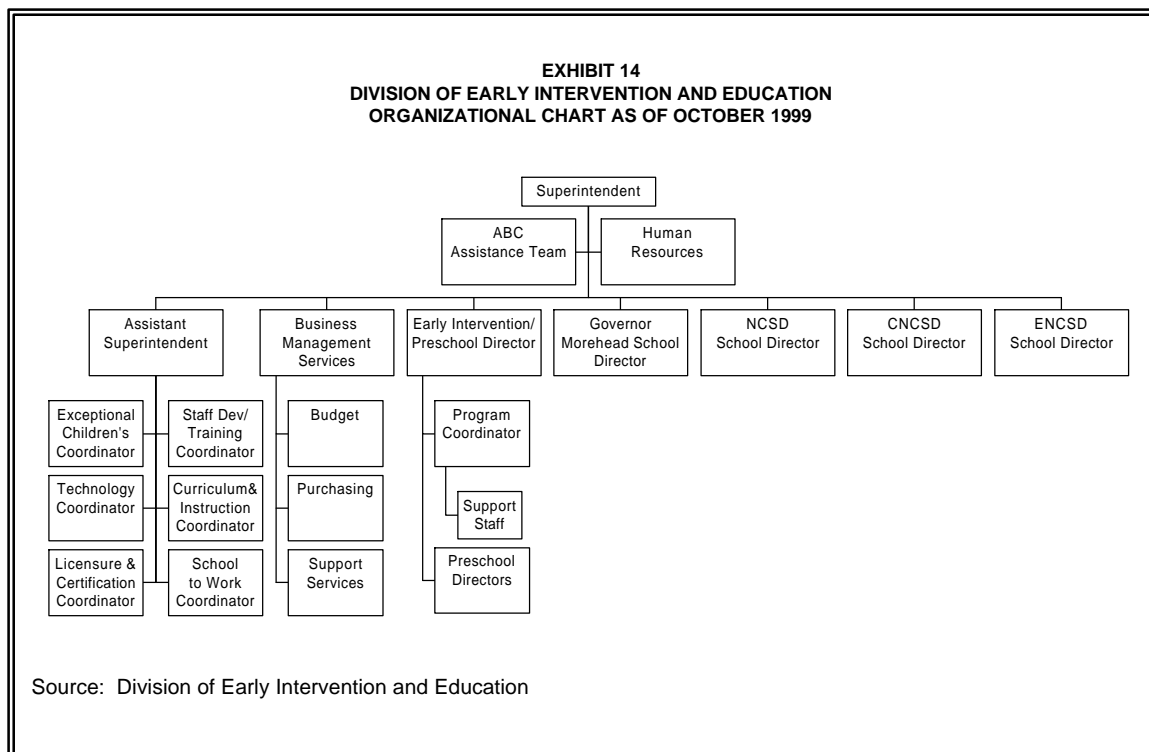 EXHIBIT 14
DIVISION OF EARLY INTERVENTION AND EDUCATION
ORGANIZATIONAL CHART AS OF OCTOBER 1999
Superintendent
ABC
Assistance Team
Human
Resources
Assistant
Superintendent
Business
Management
Services
Early Intervention/
Preschool Director
Governor
Morehead School
Director
NCSD
School Director
CNCSD
School Director
ENCSD
School Director
Exceptional
Children's
Coordinator
Staff Dev/
Training
Coordinator
Technology
Coordinator
Curriculum&
Instruction
Coordinator
Licensure &
Certification
Coordinator
School
to Work
Coordinator
Budget
Purchasing
Support
Services
Program
Coordinator
Support
Staff
Preschool
Directors
Source: Division of Early Intervention and Education